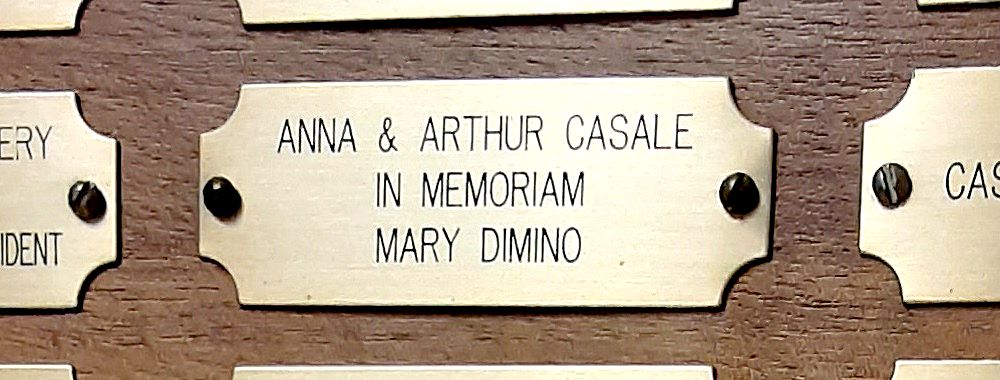 ANNA & ARTHUR CASALE
IN MEMORIAM
MARY DIMINO
ERY
IDENT
CAS